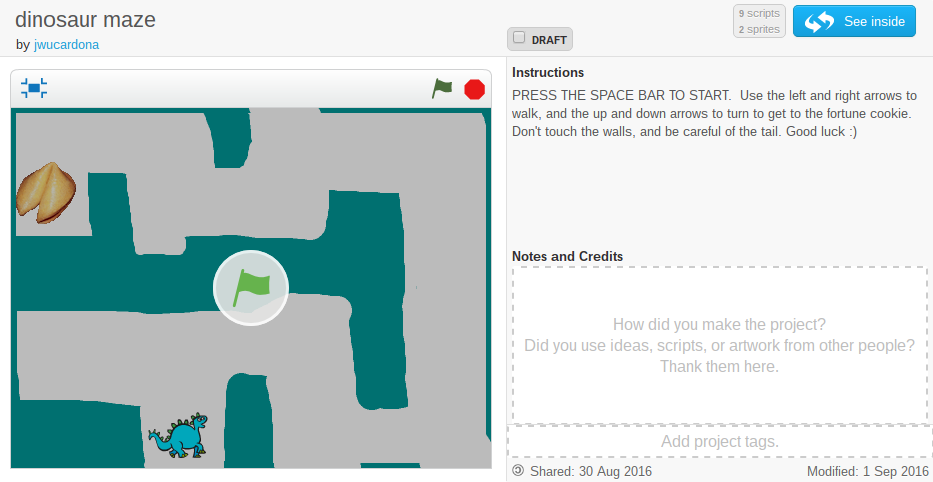 dinosaur maze
by jwucardona
DRAFT
9 scripts
2 sprites
See inside
Instructions
PRESS THE SPACE BAR TO START.  Use the left and right arrows to
walk, and the up and down arrows to turn to get to the fortune cookie.
Don't touch the walls, and be careful of the tail. Good luck :)
Notes and Credits
How did you make the project?
Did you use ideas, scripts, or artwork from other people?
Thank them here.
Add project tags.
Shared: 30 Aug 2016 Modified: 1 Sep 2016